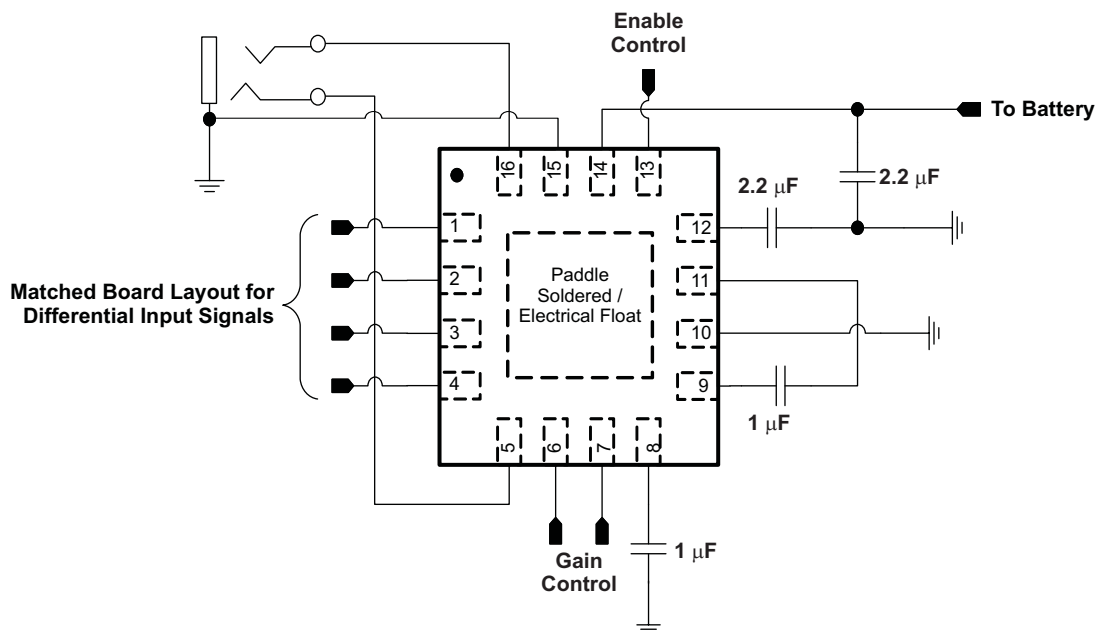 Enable
Control
To Battery
16
15
14
13
2.2 μF
2.2 μF
1
12
Matched Board Layout for
Differential Input Signals
2
Paddle
Soldered /
Electrical Float
11
3
10
4
9
1 μF
5
6
7
8
Gain
Control
1 μF